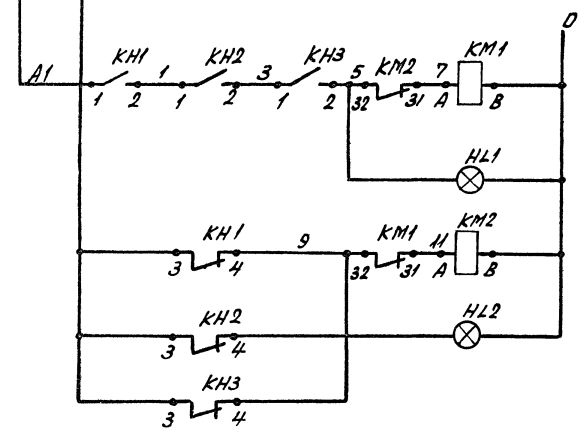 D
A1 KH1 1 KH2 3 KH3 5 KM2 7 KM1
1 2 1 2 1 2 32 31 A B
HL1
KH1 9 KM1 11 KM2
3 4 32 31 A B
KH2 HL2
3 4
KH3
3 4